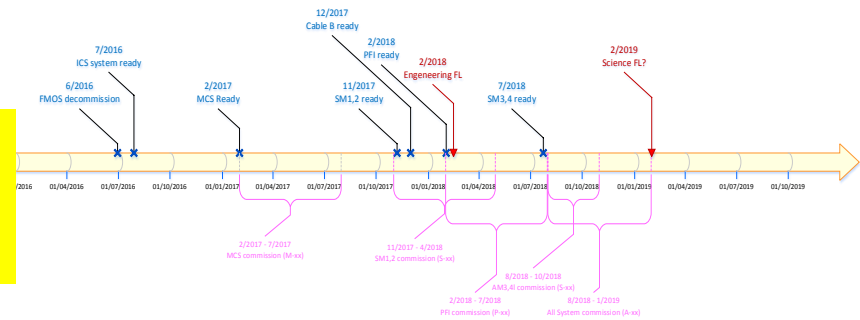 12/2017
Cable B ready
7/2016
ICS system ready
2/2018
PFI ready
2/2018
Engeneering FL
2/2019
Science FL?
6/2016
FMOS decommission
2/2017
MCS Ready
11/2017
SM1,2 ready
7/2018
SM3,4 ready
/2016
01/04/2016
01/07/2016
01/10/2016
01/01/2017
01/04/2017
01/07/2017
01/10/2017
01/01/2018
01/04/2018
01/07/2018
01/10/2018
01/01/2019
01/04/2019
01/07/2019
01/10/2019
2/2017 - 7/2017
MCS commission (M-xx)
11/2017 - 4/2018
SM1,2 commission (S-xx)
8/2018 - 10/2018
AM3,4l commission (S-xx)
2/2018 - 7/2018
PFI commission (P-xx)
8/2018 - 1/2019
All System commission (A-xx)